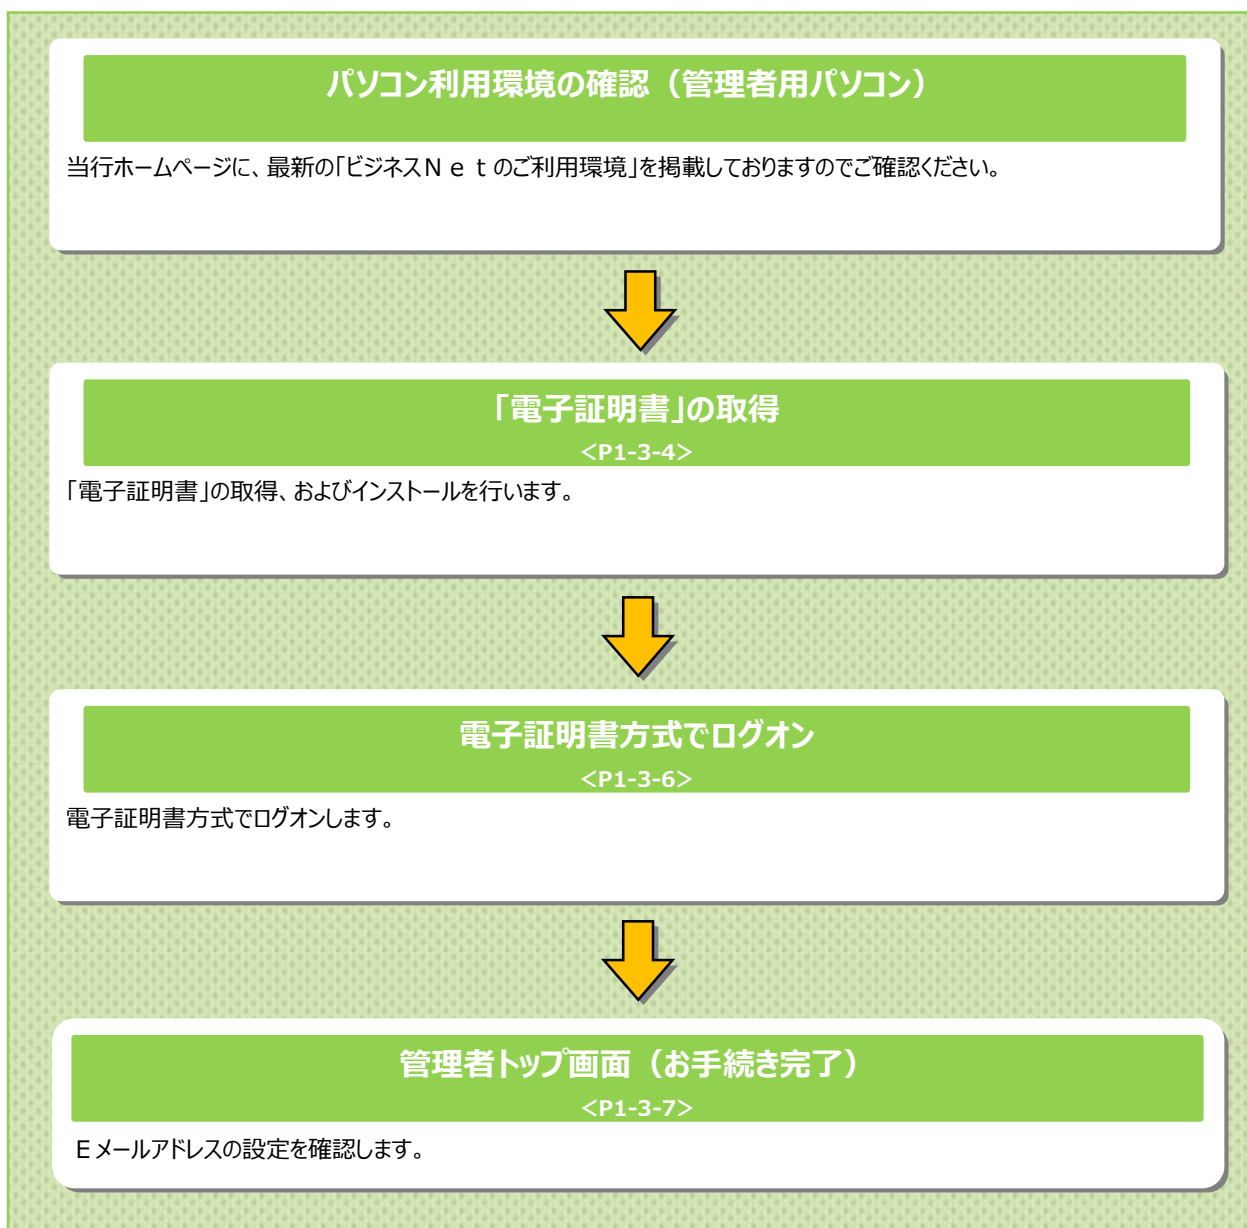 パソコン利用環境の確認（管理者用パソコン）
当行ホームページに、最新の「ビジネスＮｅｔのご利用環境」を掲載しておりますのでご確認ください。
「電子証明書」の取得
<P1-3-4>
「電子証明書」の取得、およびインストールを行います。
電子証明書方式でログオン
<P1-3-6>
電子証明書方式でログオンします。
管理者トップ画面（お手続き完了）
<P1-3-7>
Ｅメールアドレスの設定を確認します。